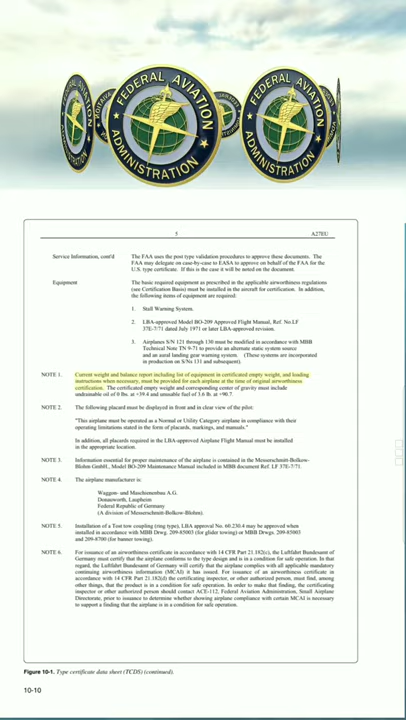 FEDERAL AVIATION
ADMINISTRATION
FEDERAL AVIATION
ADMINISTRATION
5
A27EU
Service Information, cont'd
The FAA uses the post type validation procedures to approve these documents. The
FAA may delegate on case-by-case to EASA to approve on behalf of the FAA for the
U.S. type certificate. If this is the case it will be noted on the document.
Equipment
The basic required equipment as prescribed in the applicable airworthiness regulations
(see Certification Basis) must be installed in the aircraft for certification. In addition,
the following items of equipment are required:
1. Stall Warning System.
2. LBA-approved Model BO-209 Approved Flight Manual, Ref. No.LF
37E-7/71 dated July 1971 or later LBA-approved revision.
3. Airplanes S/N 121 through 130 must be modified in accordance with MBB
Technical Note TN 9-71 to provide an alternate static system source
and an aural landing gear warning system. (These systems are incorporated
in production on S/Ns 131 and subsequent).
NOTE 1. Current weight and balance report including list of equipment in certificated empty weight, and loading
instructions when necessary, must be provided for each airplane at the time of original airworthiness
certification. The certificated empty weight and corresponding center of gravity must include
undrainable oil of 0 lbs. at +39.4 and unusable fuel of 3.6 lb. at +90.7.
NOTE 2. The following placard must be displayed in front and in clear view of the pilot:
"This airplane must be operated as a Normal or Utility Category airplane in compliance with their
operating limitations stated in the form of placards, markings, and manuals."
In addition, all placards required in the LBA-approved Airplane Flight Manual must be installed
in the appropriate location.
NOTE 3. Information essential for proper maintenance of the airplane is contained in the Messerschmitt-Bolkow-
Blohm GmbH., Model BO-209 Maintenance Manual included in MBB document Ref. LF 37E-7/71.
NOTE 4. The airplane manufacturer is:
Waggon- und Maschinenbau A.G.
Donauworth, Laupheim
Federal Republic of Germany
(A division of Messerschmitt-Bolkow-Blohm)
NOTE 5. Installation of a Tost tow coupling (ring type), LBA approval No. 60.230.4 may be approved when
installed in accordance with MBB Drwg. 209-85003 (for glider towing) or MBB Drwgs. 209-85003
and 209-8700 (for banner towing).
NOTE 6. For issuance of an airworthiness certificate in accordance with 14 CFR Part 21.182(c), the Luftfahrt Bundesamt of
Germany must certify that the airplane conforms to the type design and is in a condition for safe operation. In that
regard, the Luftfahrt Bundesamt of Germany will certify that the airplane complies with all applicable mandatory
continuing airworthiness information (MCAI) it has issued. For issuance of an airworthiness certificate in
accordance with 14 CFR Part 21.182(d) the certificating inspector, or other authorized person, must find, among
other things, that the product is in a condition for safe operation. In order to make that finding, the certificating
inspector or other authorized person should contact ACE-112, Federal Aviation Administration, Small Airplane
Directorate, prior to issuance to determine whether showing airplane compliance with certain MCAI is necessary
to support a finding that the airplane is in a condition for safe operation.
Figure 10-1. Type certificate data sheet (TCDS) (continued).
10-10